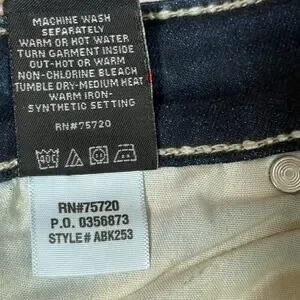 MACHINE WASH
SEPARATELY
WARM OR HOT WATER
TURN GARMENT INSIDE
OUT-HOT OR WARM
NON-CHLORINE BLEACH
TUMBLE DRY-MEDIUM HEAT
WARM IRON-
SYNTHETIC SETTING
RN#75720
40C
RN#75720
P.O. 0356873
STYLE# ABK253